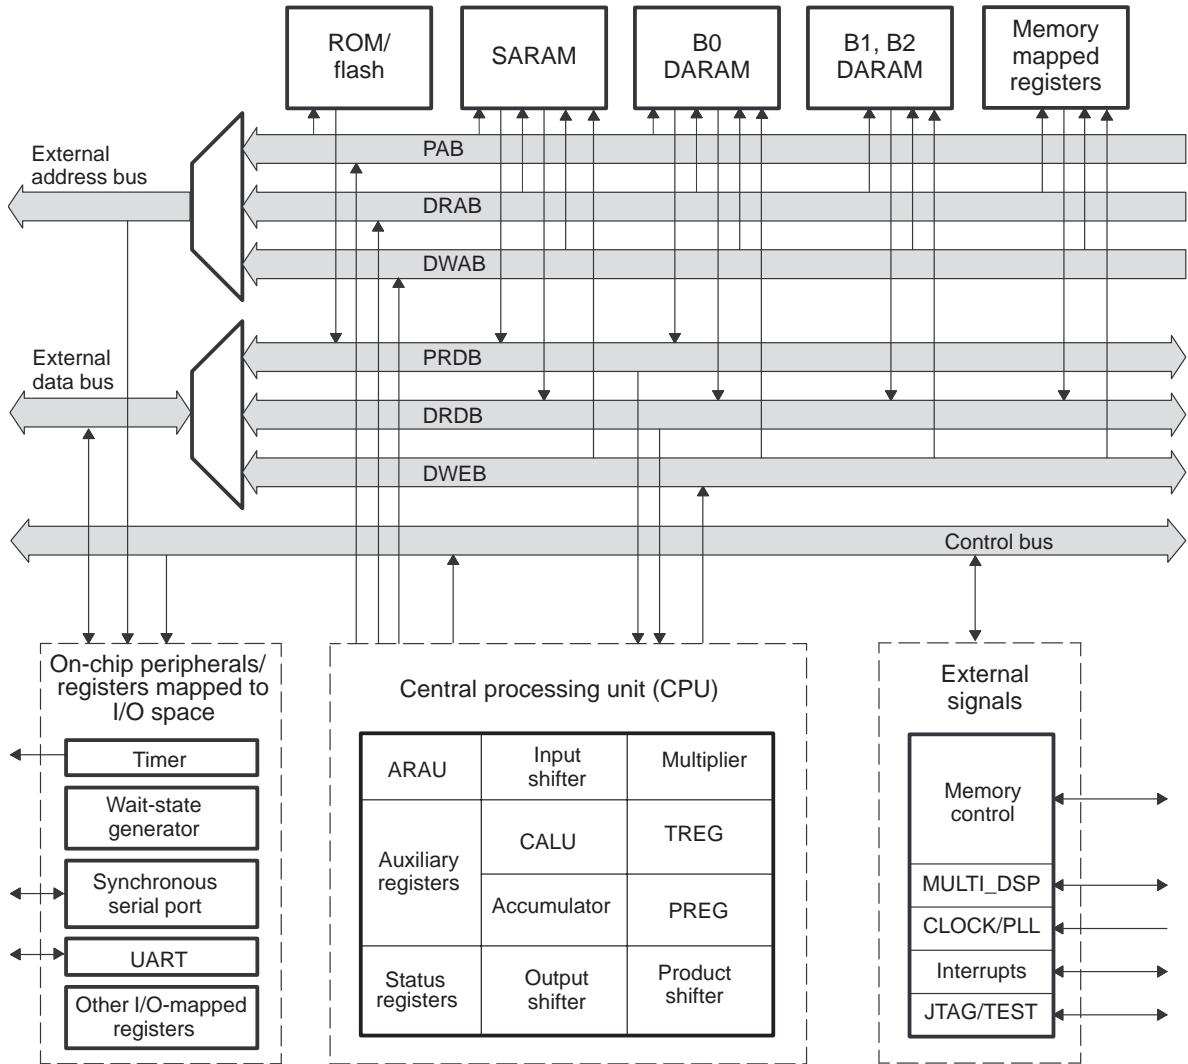 ROM/
flash
SARAM
B0
DARAM
B1, B2
DARAM
Memory
mapped
registers
External
address bus
PAB
DRAB
DWAB
External
data bus
PRDB
DRDB
DWEB
Control bus
On-chip peripherals/
registers mapped to
I/O space
Timer
Wait-state
generator
Synchronous
serial port
UART
Other I/O-mapped
registers
Central processing unit (CPU)
ARAU
Input
shifter
Multiplier
Auxiliary
registers
CALU
TREG
Accumulator
PREG
Status
registers
Output
shifter
Product
shifter
External
signals
Memory
control
MULTI_DSP
CLOCK/PLL
Interrupts
JTAG/TEST